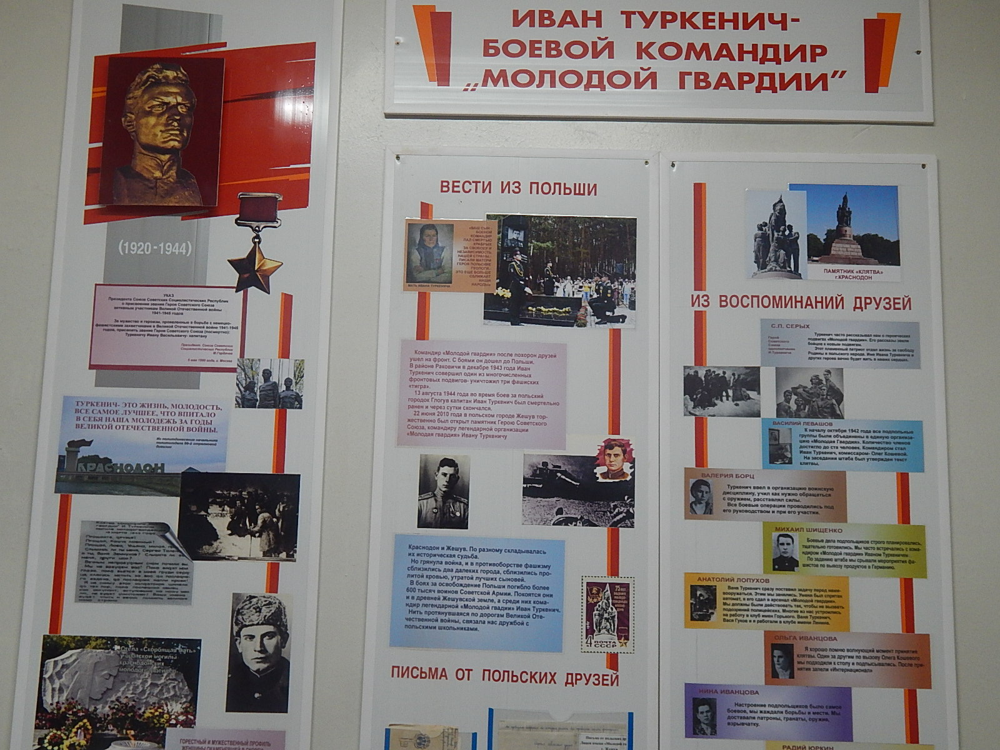 ИВАН ТУРКЕНИЧ-
БОЕВОЙ КОМАНДИР
„МОЛОДОЙ ГВАРДИИ”
(1920-1944)
УКАЗ
Президента Союза Советских Социалистических Республик
о присвоении звания Героя Советского Союза
активным участникам Великой Отечественной войны
1941-1945 годов
За мужество и героизм, проявленные в борьбе с немецко-
фашистскими захватчиками в Великой Отечественной войне 1941-1945
годов, присвоить звание Героя Советского Союза (посмертно):
Туркеничу Ивану Васильевичу- капитану
Президент Союза Советских
Социалистических Республик
М.Горбачев
5 мая 1990 года, г. Москва
ТУРКЕНИЧ- ЭТО ЖИЗНЬ, МОЛОДОСТЬ,
ВСЕ САМОЕ ЛУЧШЕЕ, ЧТО ВПИТАЛО
В СЕБЯ НАША МОЛОДЕЖЬ ЗА ГОДЫ
ВЕЛИКОЙ ОТЕЧЕСТВЕННОЙ ВОЙНЫ.
Из политдонесения начальника
политотдела 99-й стрелковой
дивизии
КРАСНОДОН
Прощайте, друзья!
Прощай, Кашук любимый!
Стела «Скорбящая мать»
у братской могилы
краснодонских
молодогвардейцев
ГОРЕСТНЫЙ И МУЖЕСТВЕННЫЙ ПРОФИЛЬ
ВЕСТИ ИЗ ПОЛЬШИ
«ВАШ СЫН -
БОЕВОЙ
КОМАНДИР
ПАЛ СМЕРТЬЮ
ХРАБРЫХ
ЗА СВОБОДУ И
НЕЗАВИСИМОСТЬ
НАШЕЙ СТРАНЫ,-
ПИСАЛИ МАТЕРИ
ГЕРОЯ ПОЛЬСКИЕ
ГЕОЛОГИ.-
ЭТО ЕЩЕ БОЛЬШЕ
СБЛИЖАЕТ
НАШИ
НАРОДЫ»
МАТЬ ИВАНА ТУРКЕНИЧА
Командир «Молодой гвардии» после похорон друзей
ушел на фронт. С боями он дошел до Польши.
В районе Раковичи в декабре 1943 года Иван
Туркенич совершил один из многочисленных
фронтовых подвигов- уничтожил три фашиских
«тигра».
13 августа 1944 года во время боев за польский
городок Глогув капитан Иван Туркенич был смертельно
ранен и через сутки скончался.
22 июня 2010 года в польском городе Жешув тор-
жественно был открыт памятник Герою Советского
Союза, командиру легендарной организации
«Молодая гвардия» Ивану Туркеничу
Краснодон и Жешув. По разному складывалась
их историческая судьба.
Но грянула война, и в противоборстве фашизму
сблизились два далеких города, сблизились про-
литой кровью, утратой лучших сыновей.
В боях за освобождение Польши погибло более
600 тысяч воинов Советской Армии. Покоятся они
и в древней Жешувской земле, а среди них кома-
ндир легендарной «Молодой гвадии» Иван Туркенич.
Нить протянувшаяся по дорогам Великой Оте-
чественной войны, связала нас дружбой с
польскими школьниками.
25 ЛЕТ
4
ПОЧТА
СССР
ПИСЬМА ОТ ПОЛЬСКИХ ДРУЗЕЙ
ПАМЯТНИК «КЛЯТВА»
г.КРАСНОДОН
ИЗ ВОСПОМИНАНИЙ ДРУЗЕЙ
С.П. СЕРЫХ
Герой
Советского
Союза
однополчанин
И.Туркенича
Туркенич часто рассказывал нам о героических
подвигах «Молодой гвардии». Его рассказы звали
бойцов к новым подвигам.
Этот пламенный патриот отдал жизнь за свободу
Родины и польского народа. Имя Ивана Туркенича и
других героев вечно будет жить в наших сердцах.
ВАСИЛИЙ ЛЕВАШОВ
К началу октября 1942 года все подпольные
группы были объединены в единую организа-
цию «Молодая Гвардия». Количество членов
достигло до ста человек. Командиром стал
Иван Туркенич, комиссаром- Олег Кошевой.
На заседании штаба был утвержден текст
клятвы.
ВАЛЕРИЯ БОРЦ
Туркенич ввел в организацию воинскую
дисциплину, учил как нужно обращаться
с оружием, расставлял силы.
Все боевые операции проводились под
его руководством и при его участии.
МИХАИЛ ШИЩЕНКО
Боевые дела подпольщиков строго планировались,
тщательно готовились. Мы часто встречались с кома-
ндиром «Молодой гвардии» Иваном Туркеничем.
По заданию штаба мы срывали мероприятия фа-
шистов по вывозу продуктов в Германию.
АНАТОЛИЙ ЛОПУХОВ
Ваня Туркенич сразу поставил задачу перед нами-
вооружаться. Этим мы занялись. Уменя был спрятан
автомат, я его сдал в арсенал «Молодой гвардии».
Мы должны были действовать так, чтобы не вызвать
подозрений полицейских. Многие из нас устроились
на работу в клуб имен Горького. Ваня Туркенич,
Вася Гуков и я работали в клубе имени Ленина.
ОЛЬГА ИВАНЦОВА
Я хорошо помню волнующий момент принятия
клятвы. Один за другим по вызову Олега Кошевого
мы подходили к столу и подписывались. После при-
нятия запели «Интернационал»
НИНА ИВАНЦОВА
Настроение подпольщиков было самое
боевое, мы жаждали борьбы и мести. Мы
доставали патроны, гранаты, оружие,
взрывчатку.
РАДИЙ ЮРКИН